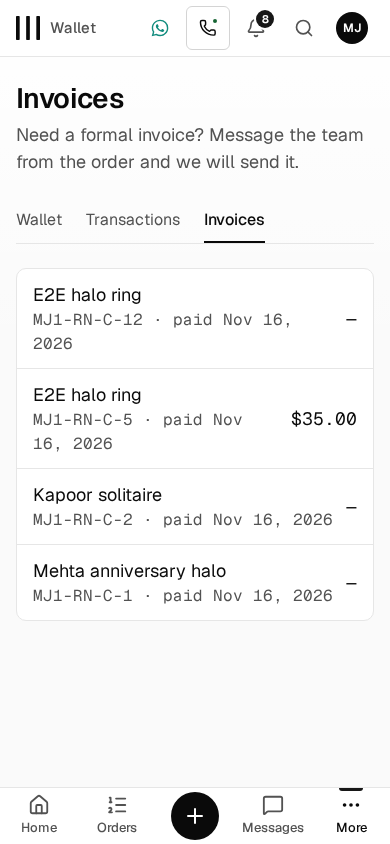 Wallet
8
MJ
Invoices
Need a formal invoice? Message the team
from the order and we will send it.
Wallet Transactions Invoices
E2E halo ring
MJ1-RN-C-12 · paid Nov 16,
2026
—
E2E halo ring
MJ1-RN-C-5 · paid Nov
16, 2026
$35.00
Kapoor solitaire
MJ1-RN-C-2 · paid Nov 16, 2026
—
Mehta anniversary halo
MJ1-RN-C-1 · paid Nov 16, 2026
—
Home Orders Messages More